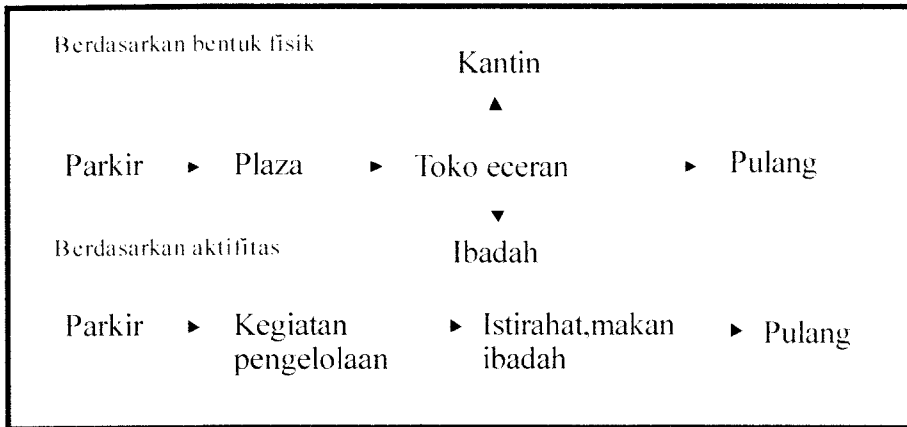 Berdasarkan bentuk fisik
Kantin
Parkir Plaza Toko eceran Pulang
Ibadah
Berdasarkan aktifitas
Parkir Kegiatan pengelolaan Istirahat,makan ibadah Pulang